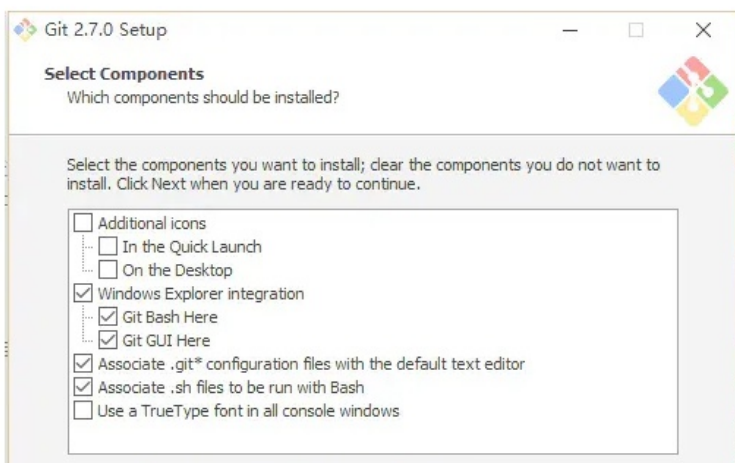 Git 2.7.0 Setup
Select Components
Which components should be installed?
Select the components you want to install; clear the components you do not want to
install. Click Next when you are ready to continue.
Additional icons
In the Quick Launch
On the Desktop
Windows Explorer integration
Git Bash Here
Git GUI Here
Associate .git* configuration files with the default text editor
Associate .sh files to be run with Bash
Use a TrueType font in all console windows